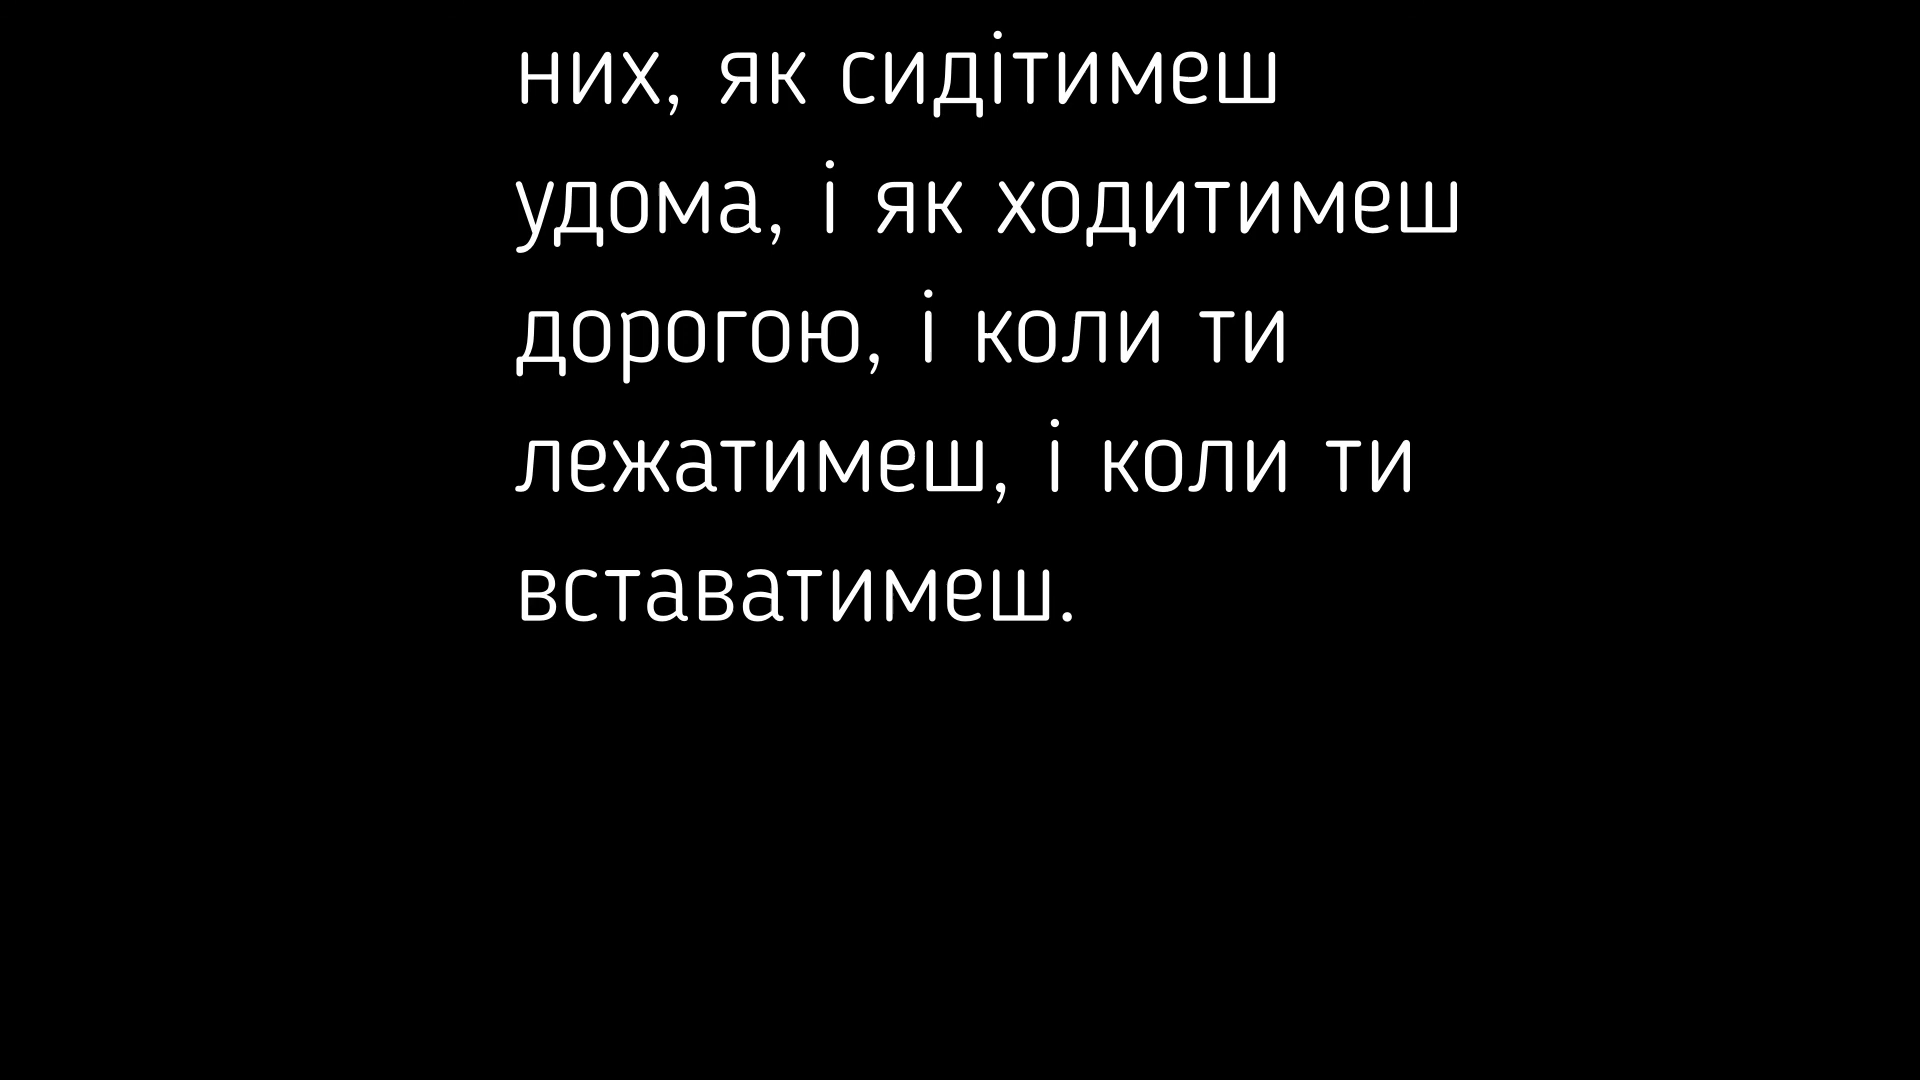 них, як сидітимеш
удома, і як ходитимеш
дорогою, і коли ти
лежатимеш, і коли ти
вставатимеш.